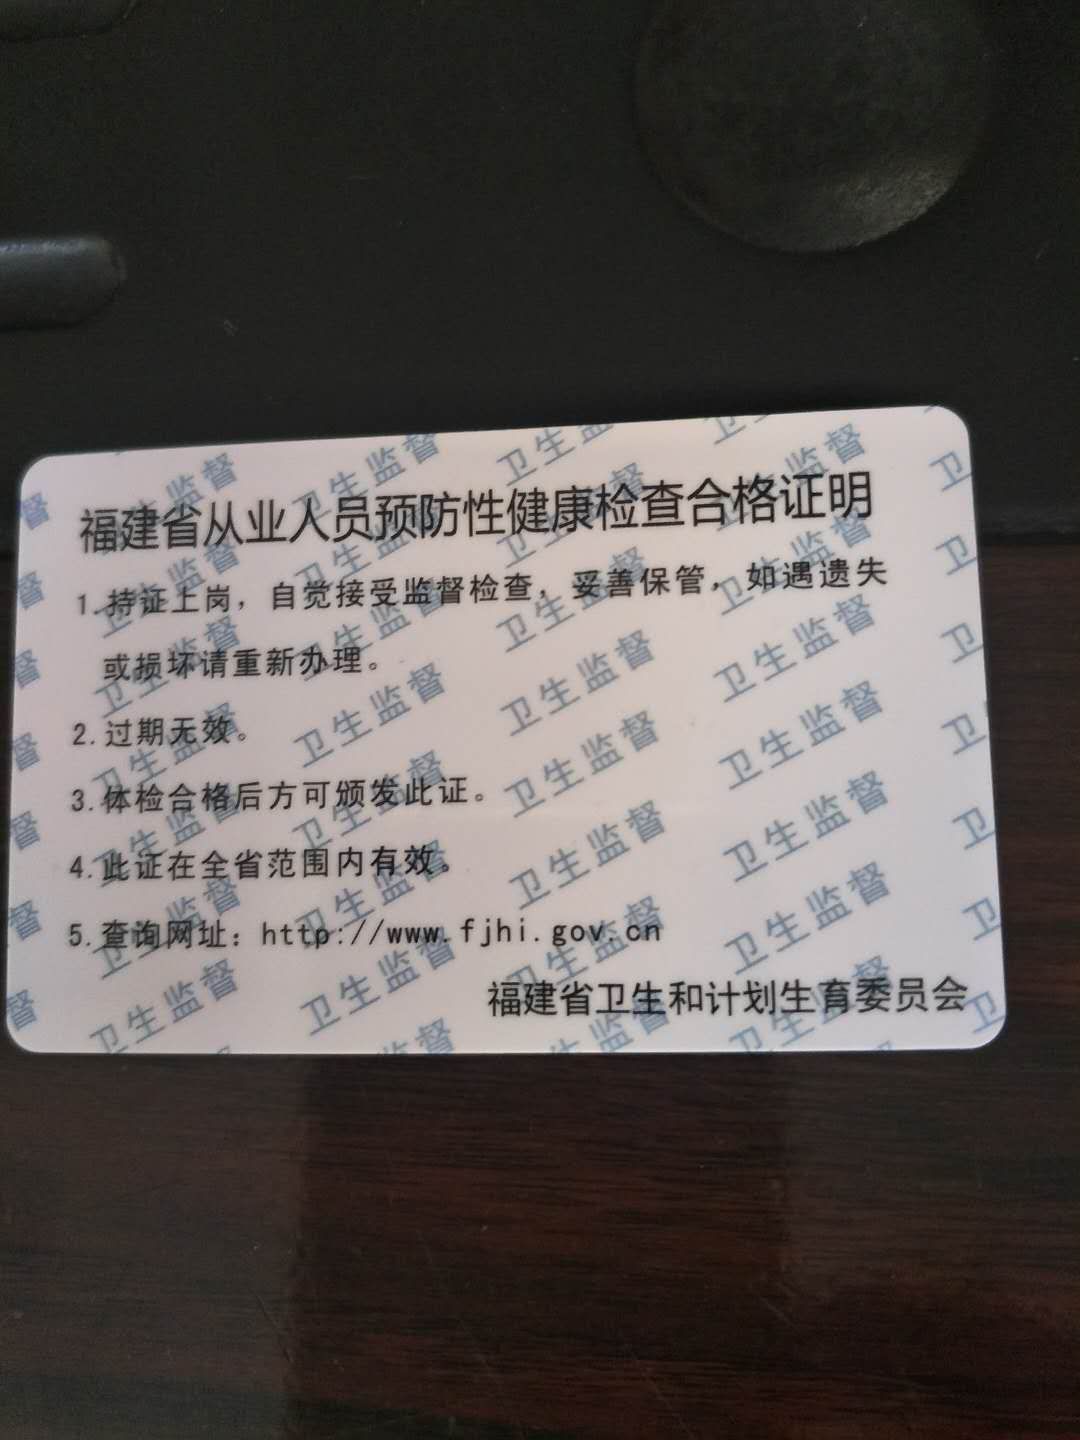 福建省从业人员预防性健康检查合格证明
1.持证上岗，自觉接受监督检查，妥善保管，如遇遗失
或损坏请重新办理。
2.过期无效。
3.体检合格后方可颁发此证。
4.此证在全省范围内有效。
5.查询网址：http://www.fjhi.gov.cn
福建省卫生和计划生育委员会
卫生监督